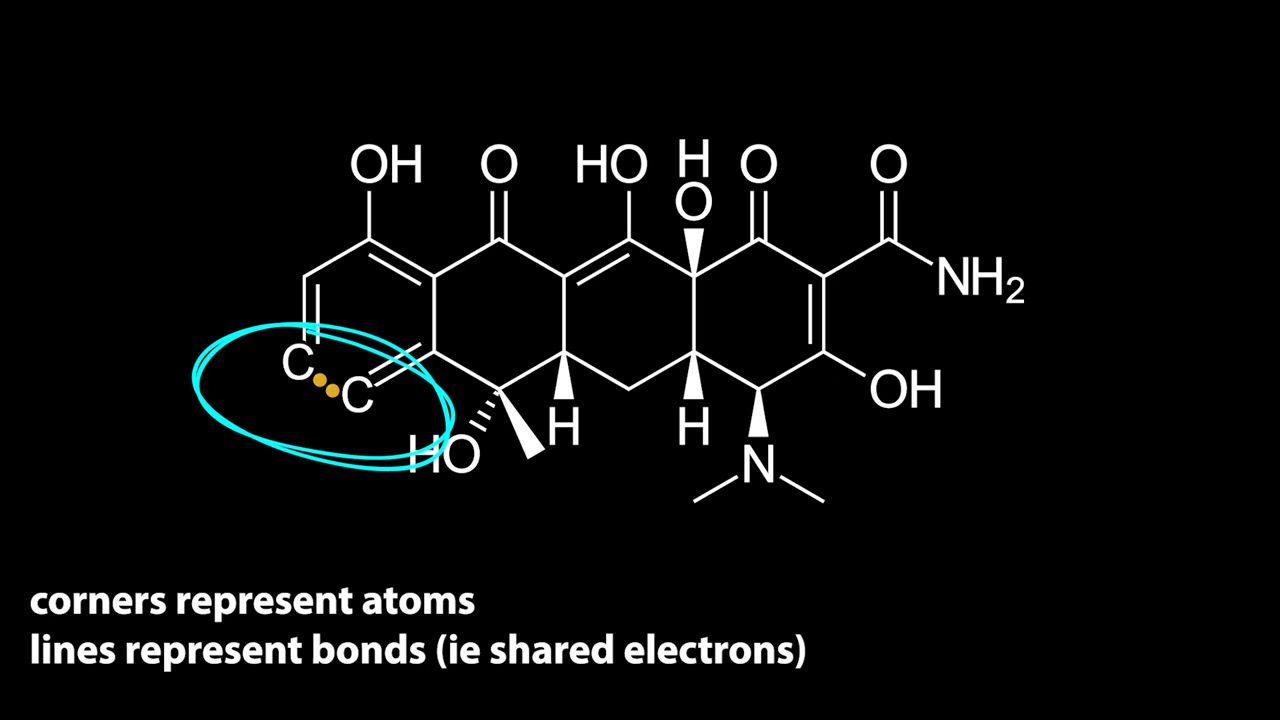 OH O HO H O O
O
NH2
C
C
OH
H H
HO
N
corners represent atoms
lines represent bonds (ie shared electrons)